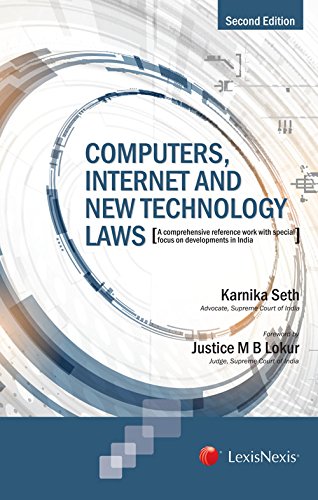 Second Edition
COMPUTERS,
INTERNET AND
NEW TECHNOLOGY
LAWS [A comprehensive reference work with special
focus on developments in India]
Karnika Seth
Advocate, Supreme Court of India
Foreword by
Justice M B Lokur
Judge, Supreme Court of India
LexisNexis®